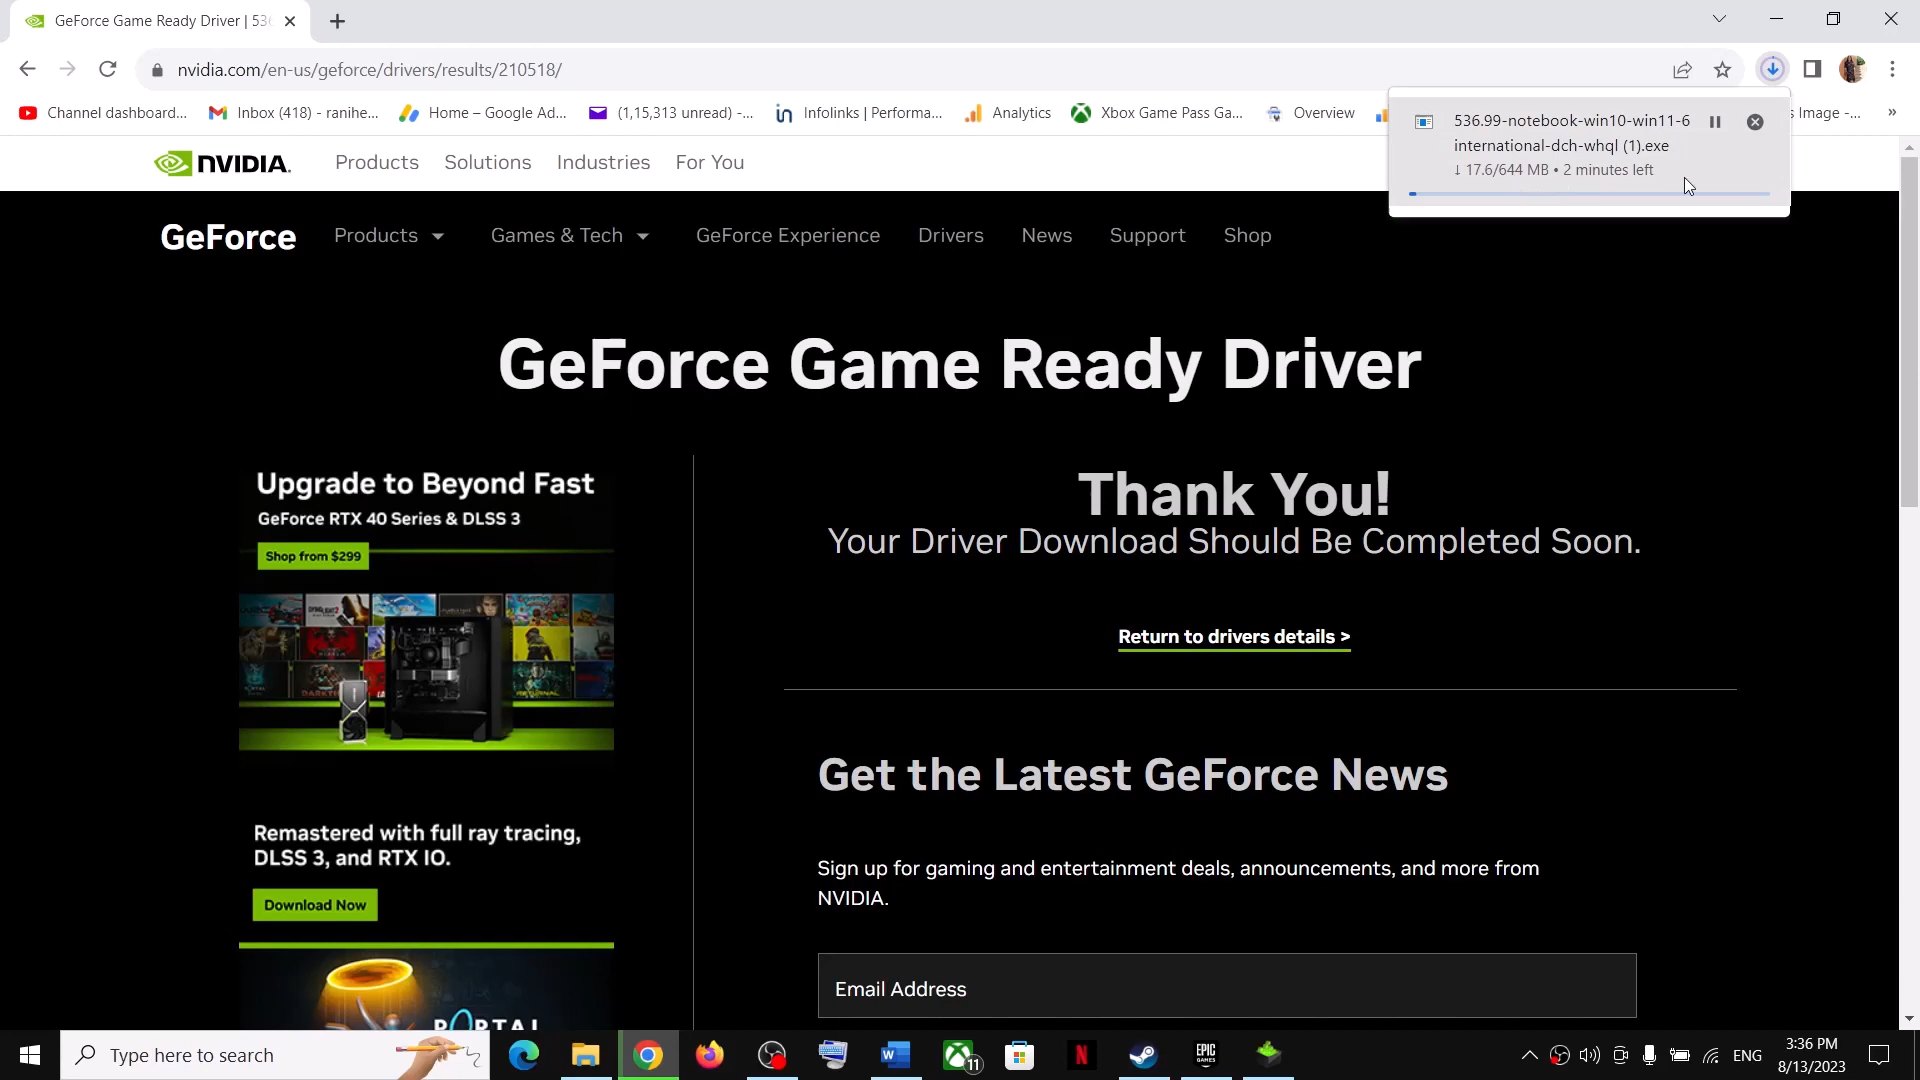 GeForce Game Ready Driver | 536
nvidia.com/en-us/geforce/drivers/results/210518/
Channel dashboard...
Inbox (418) - ranihe...
Home – Google Ad...
(1,15,313 unread) -...
Infolinks | Performa...
Analytics
Xbox Game Pass Ga...
Overview
s Image -...
»
536.99-notebook-win10-win11-6
international-dch-whql (1).exe
↓ 17.6/644 MB • 2 minutes left
NVIDIA.
Products
Solutions
Industries
For You
GeForce
Products
Games & Tech
GeForce Experience
Drivers
News
Support
Shop
GeForce Game Ready Driver
Upgrade to Beyond Fast
GeForce RTX 40 Series & DLSS 3
Shop from $299
Thank You!
Your Driver Download Should Be Completed Soon.
Return to drivers details >
Get the Latest GeForce News
Remastered with full ray tracing,
DLSS 3, and RTX IO.
Download Now
Sign up for gaming and entertainment deals, announcements, and more from
NVIDIA.
Email Address
PORTAL
Type here to search
11
EPIC
GAMES
ENG
3:36 PM
8/13/2023